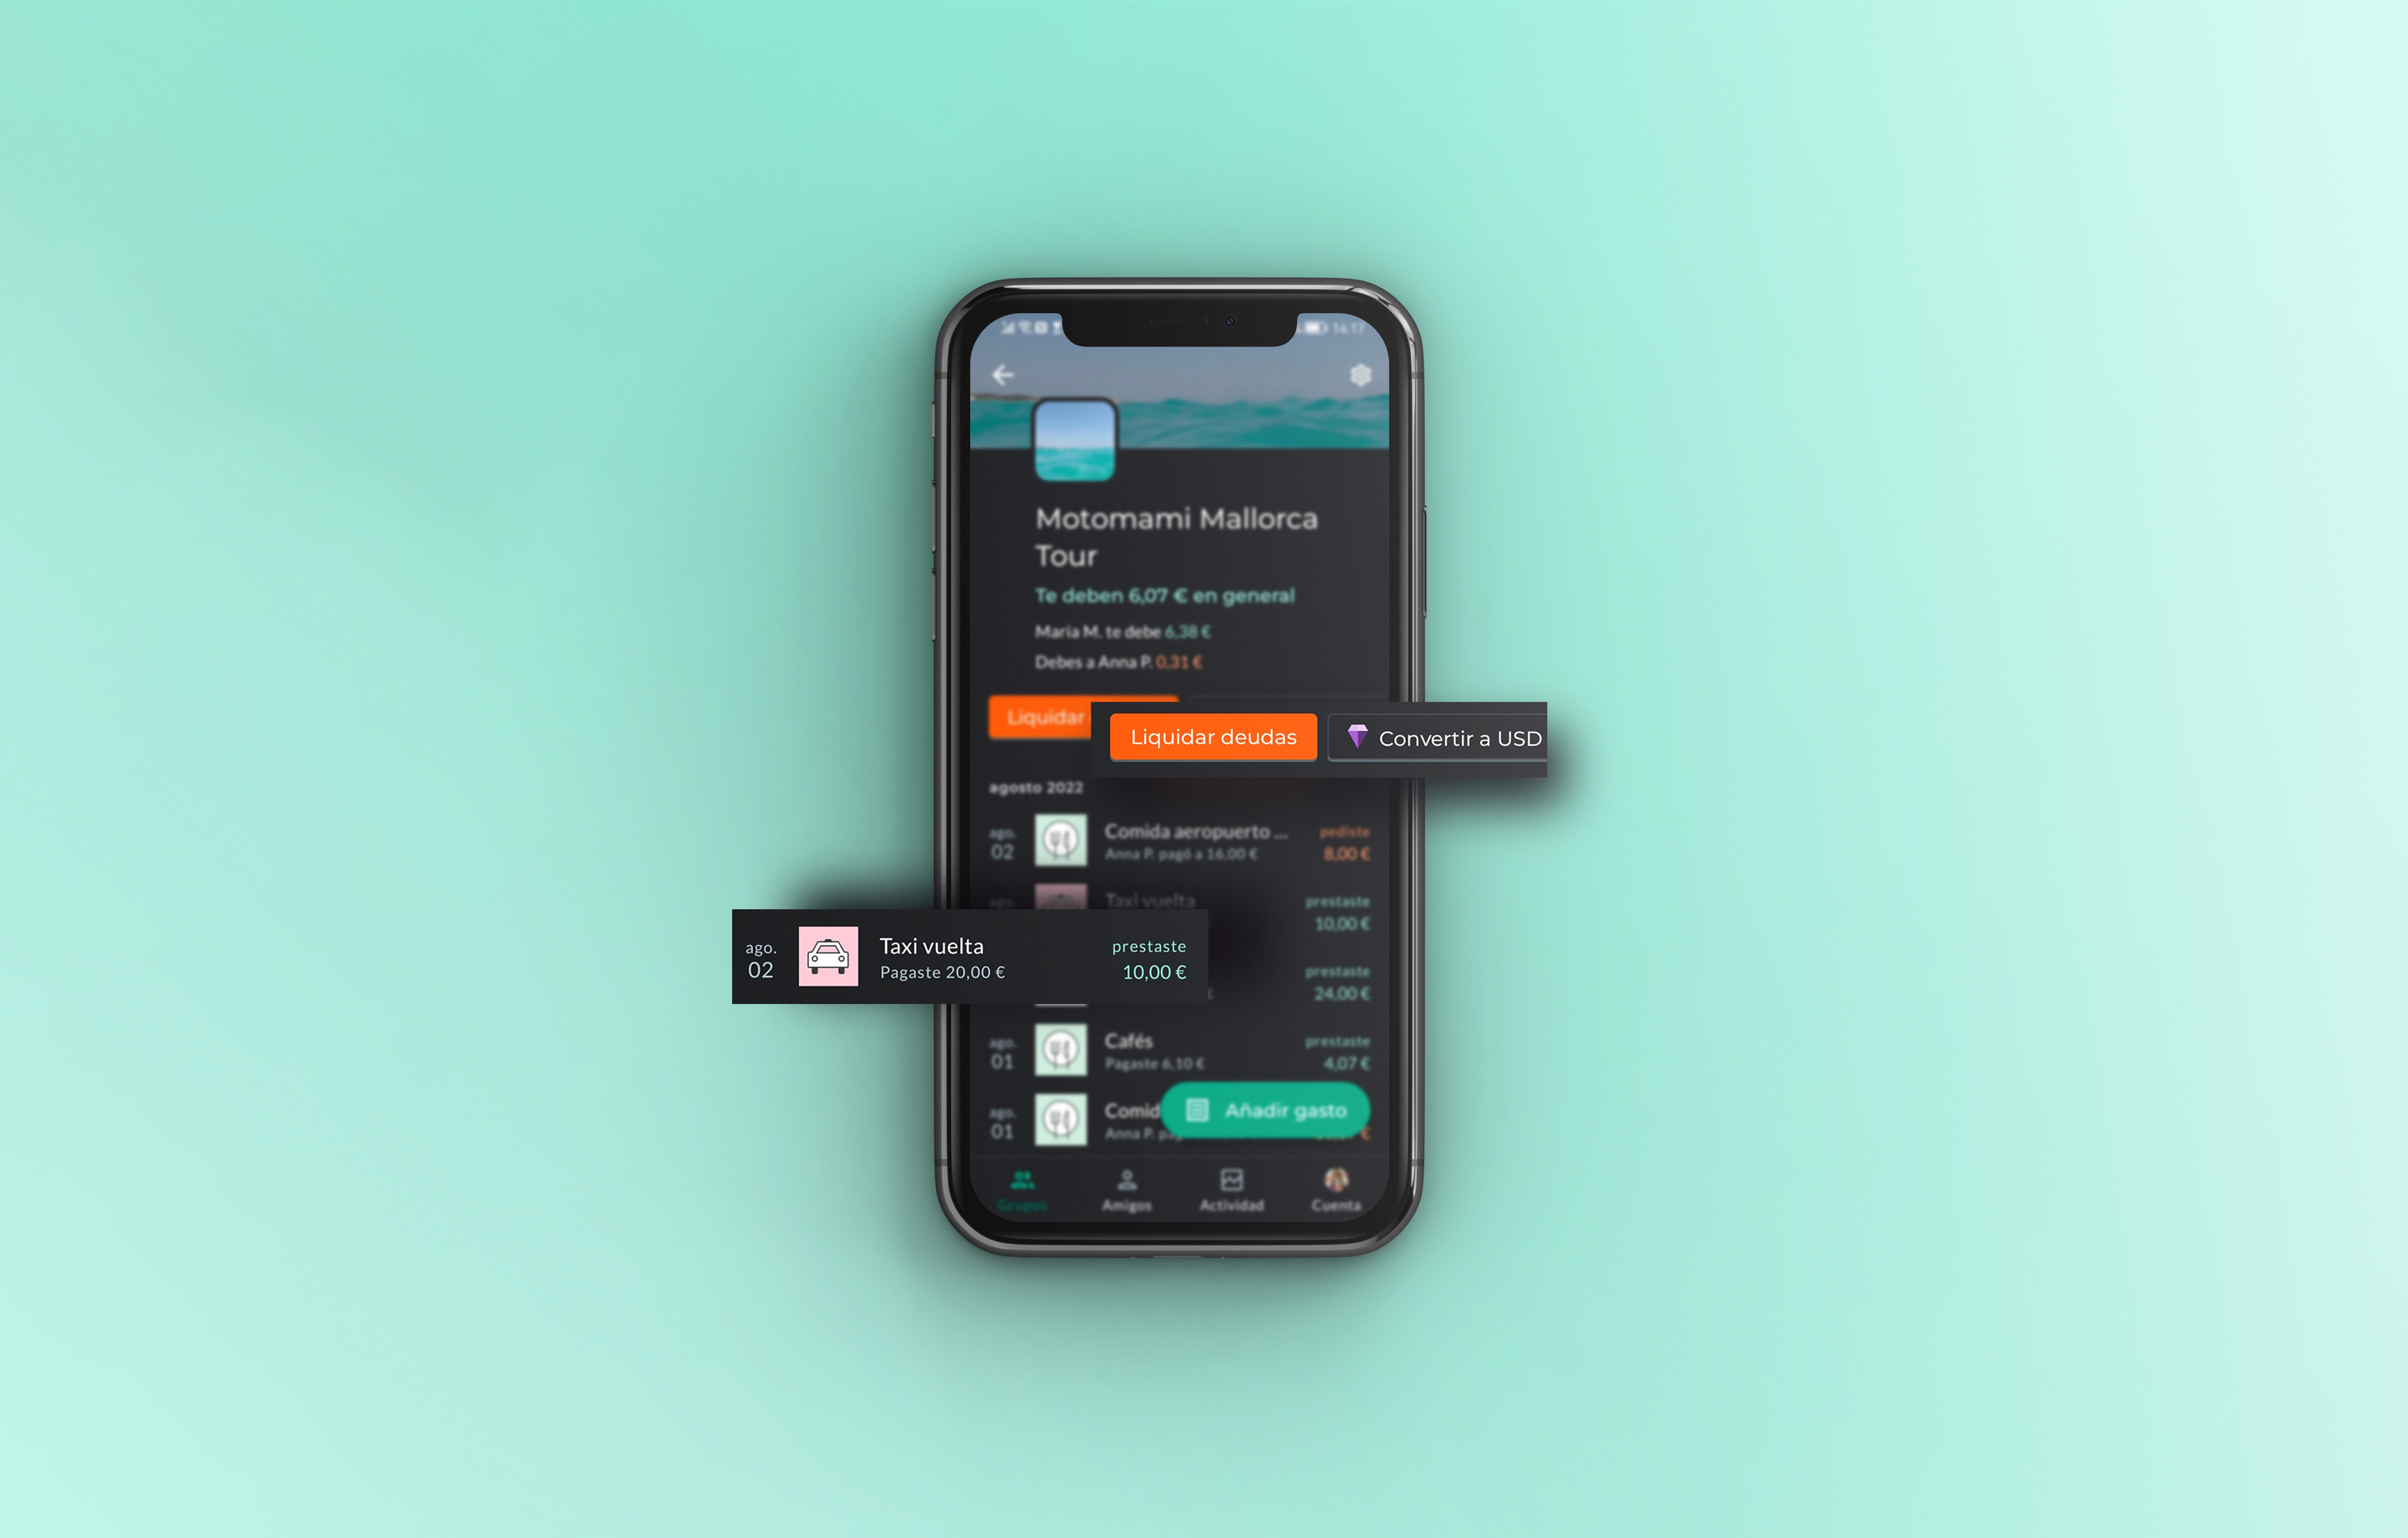 14:17
Motomami Mallorca
Tour
Te deben 6,07 € en general
Maria M. te debe 6,38 €
Debes a Anna P. 0,31 €
Liquidar
Liquidar deudas
Convertir a USD
agosto 2022
ago.
02
Comida aeropuerto ...
Anna P. pagó a 16,00 €
pediste
8,00 €
ago.
Taxi vuelta
prestaste
10,00 €
ago.
02
Taxi vuelta
Pagaste 20,00 €
prestaste
10,00 €
prestaste
24,00 €
ago.
01
Cafés
Pagaste 6,10 €
prestaste
4,07 €
ago.
01
Comid
Anna P. pag
€
Añadir gasto
Grupos
Amigos
Actividad
Cuenta